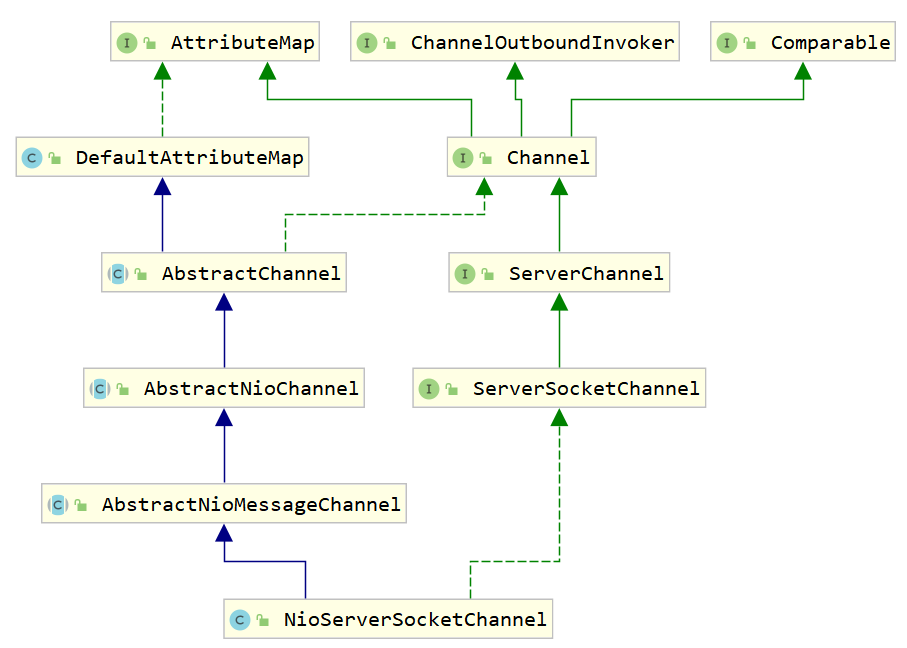 I AttributeMap
I ChannelOutboundInvoker
I Comparable
C DefaultAttributeMap
I Channel
C AbstractChannel
I ServerChannel
C AbstractNioChannel
I ServerSocketChannel
C AbstractNioMessageChannel
C NioServerSocketChannel